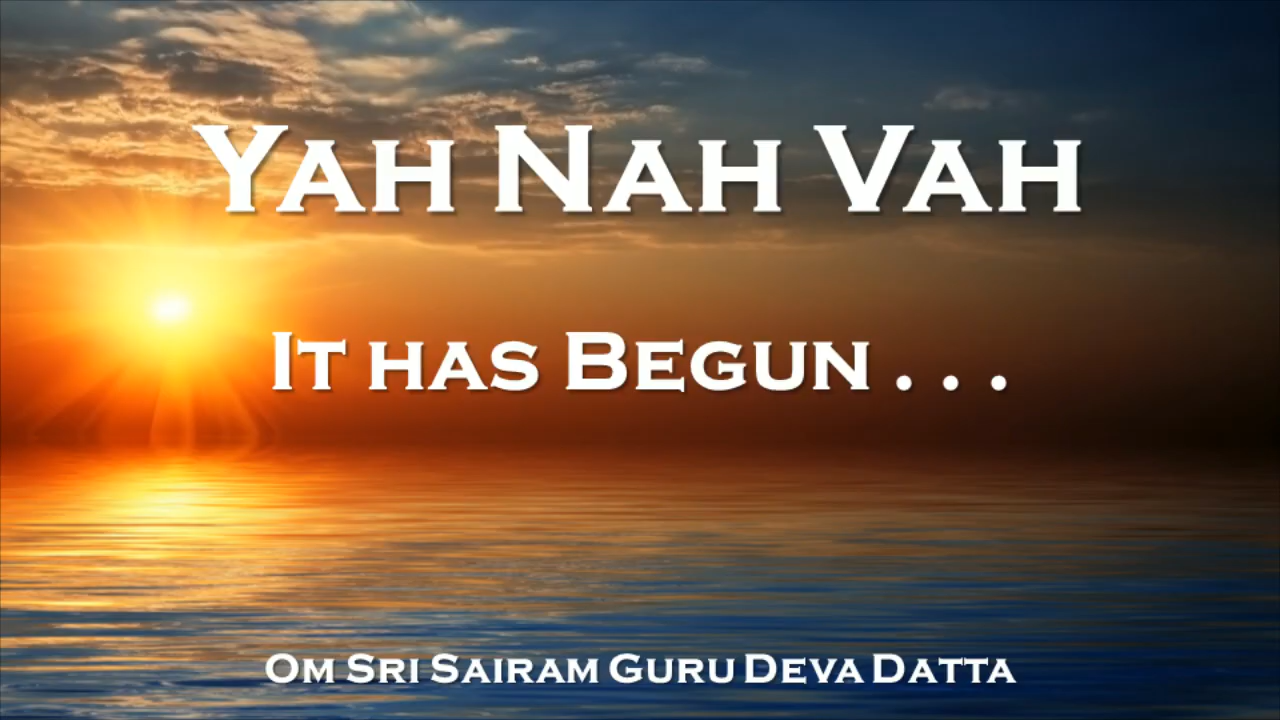 Yah Nah Vah
It has Begun . . .
Om Sri Sairam Guru Deva Datta